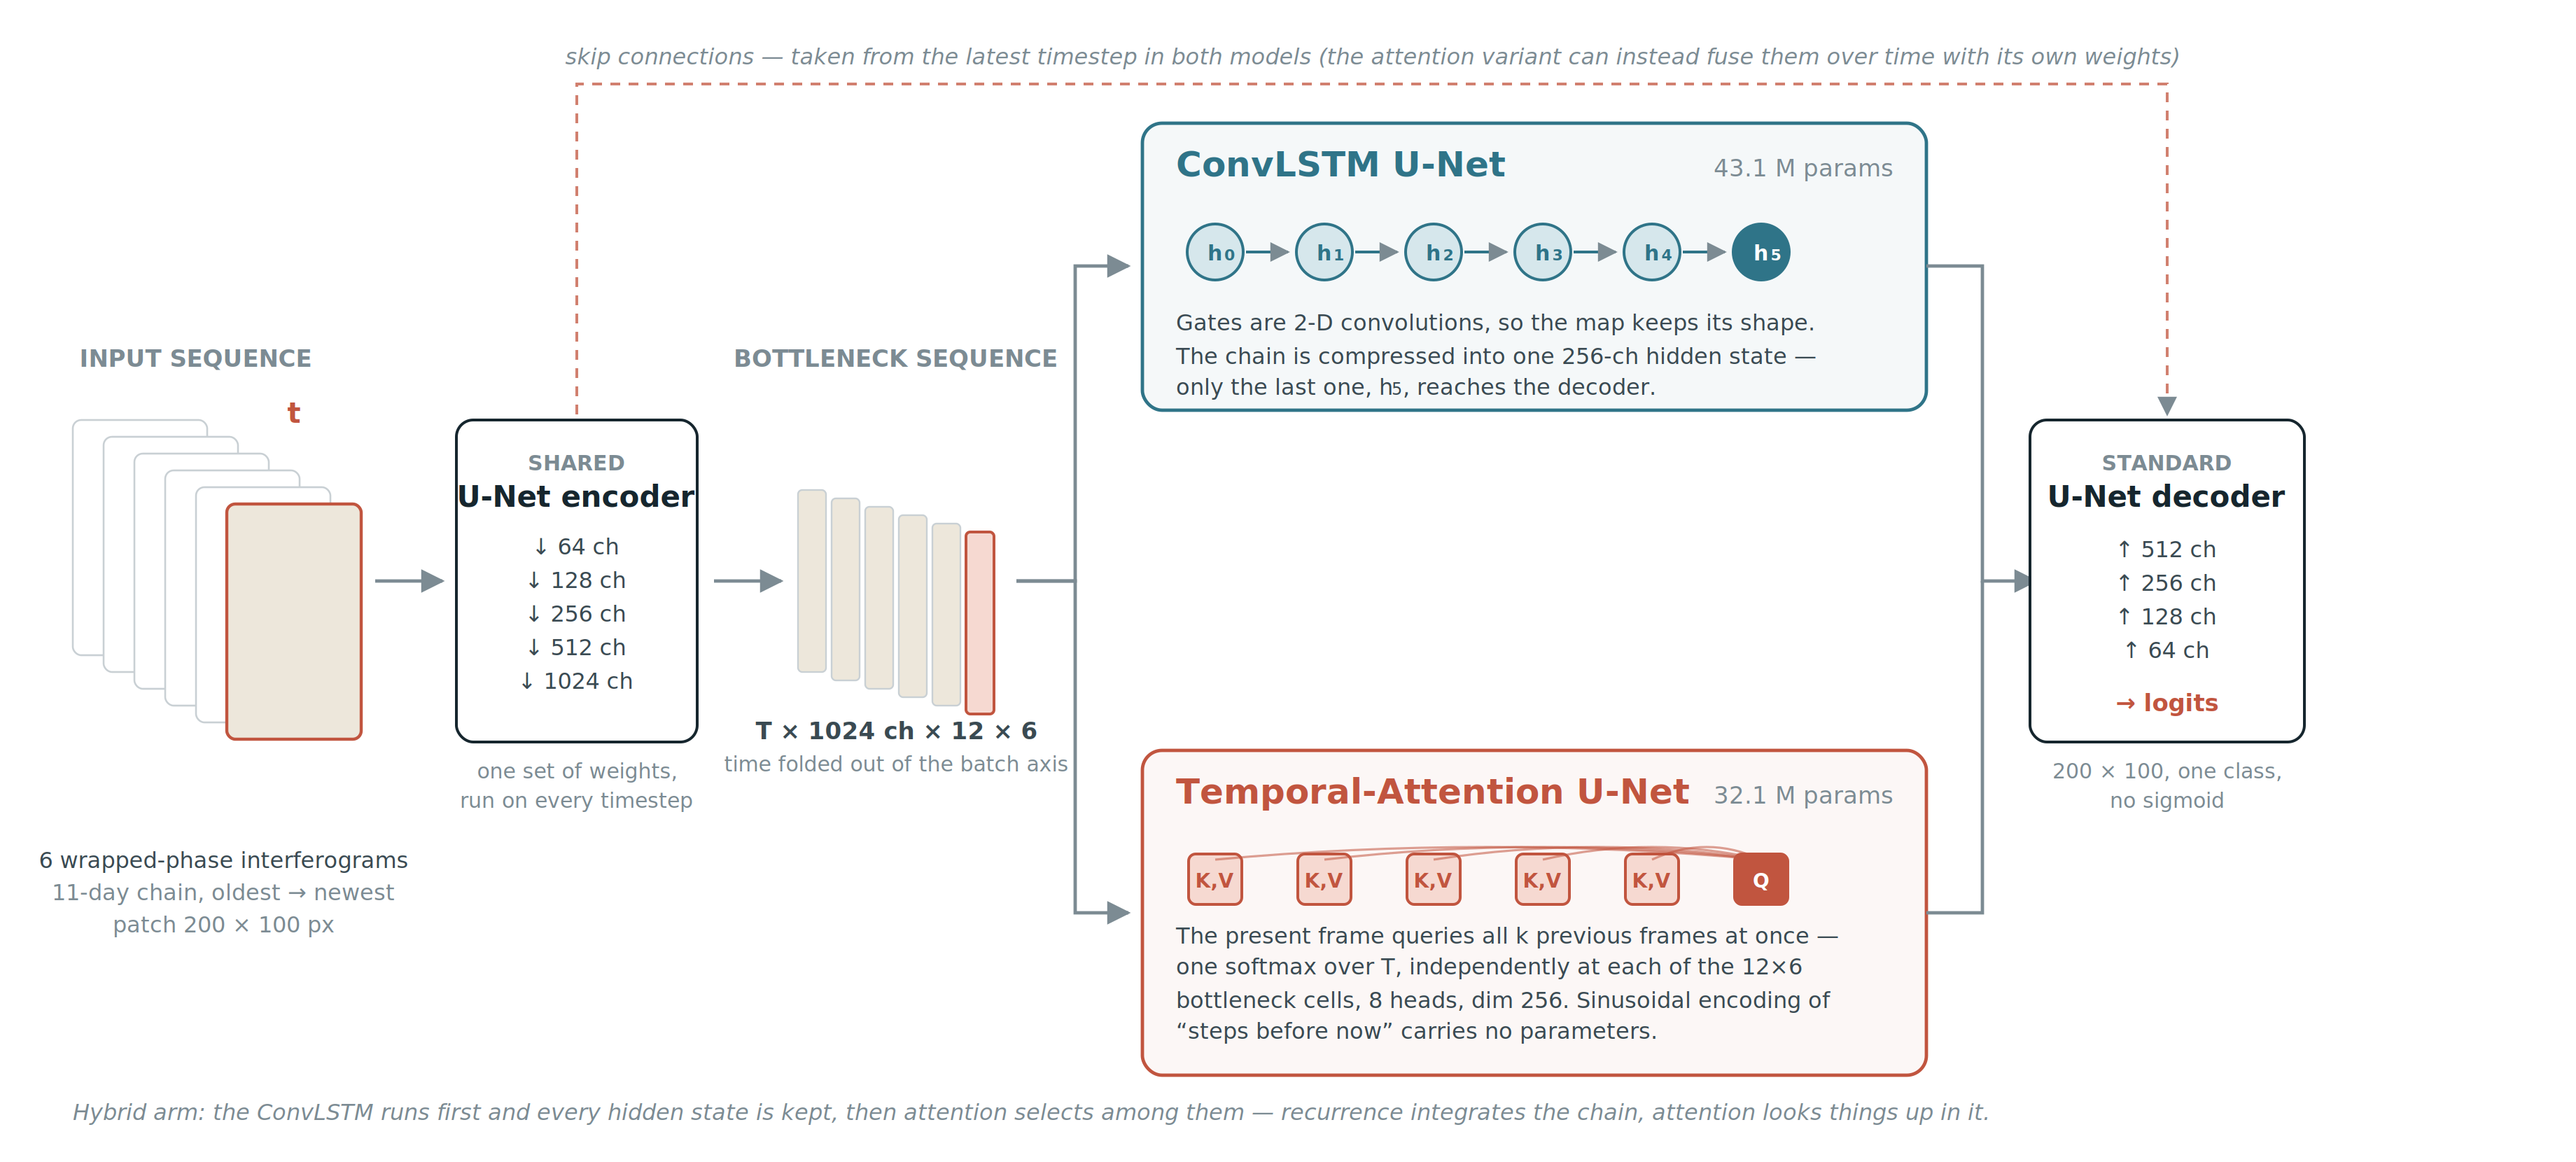 skip connections — taken from the latest timestep in both models (the attention variant can instead fuse them over time with its own weights)
INPUT SEQUENCE
t
6 wrapped-phase interferograms
11-day chain, oldest → newest
patch 200 × 100 px
SHARED
U-Net encoder
↓ 64 ch
↓ 128 ch
↓ 256 ch
↓ 512 ch
↓ 1024 ch
one set of weights,
run on every timestep
BOTTLENECK SEQUENCE
T × 1024 ch × 12 × 6
time folded out of the batch axis
ConvLSTM U-Net
43.1 M params
h₀
h₁
h₂
h₃
h₄
h₅
Gates are 2-D convolutions, so the map keeps its shape.
The chain is compressed into one 256-ch hidden state —
only the last one, h₅, reaches the decoder.
Temporal-Attention U-Net
32.1 M params
K,V
K,V
K,V
K,V
K,V
Q
The present frame queries all k previous frames at once —
one softmax over T, independently at each of the 12×6
bottleneck cells, 8 heads, dim 256. Sinusoidal encoding of
“steps before now” carries no parameters.
STANDARD
U-Net decoder
↑ 512 ch
↑ 256 ch
↑ 128 ch
↑ 64 ch
→ logits
200 × 100, one class,
no sigmoid
Hybrid arm: the ConvLSTM runs first and every hidden state is kept, then attention selects among them — recurrence integrates the chain, attention looks things up in it.